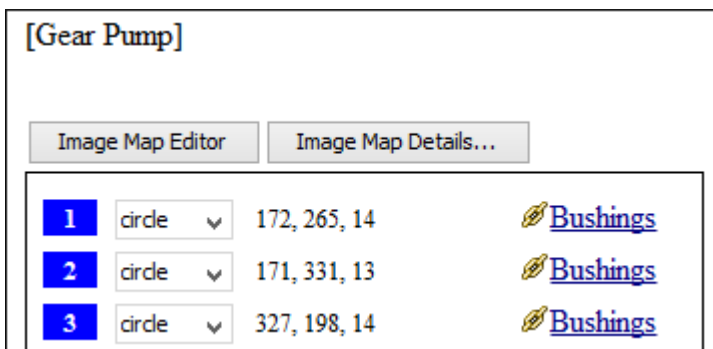 [Gear Pump]
Image Map Editor Image Map Details...
1 circle 172, 265, 14 Bushings
2 circle 171, 331, 13 Bushings
3 circle 327, 198, 14 Bushings